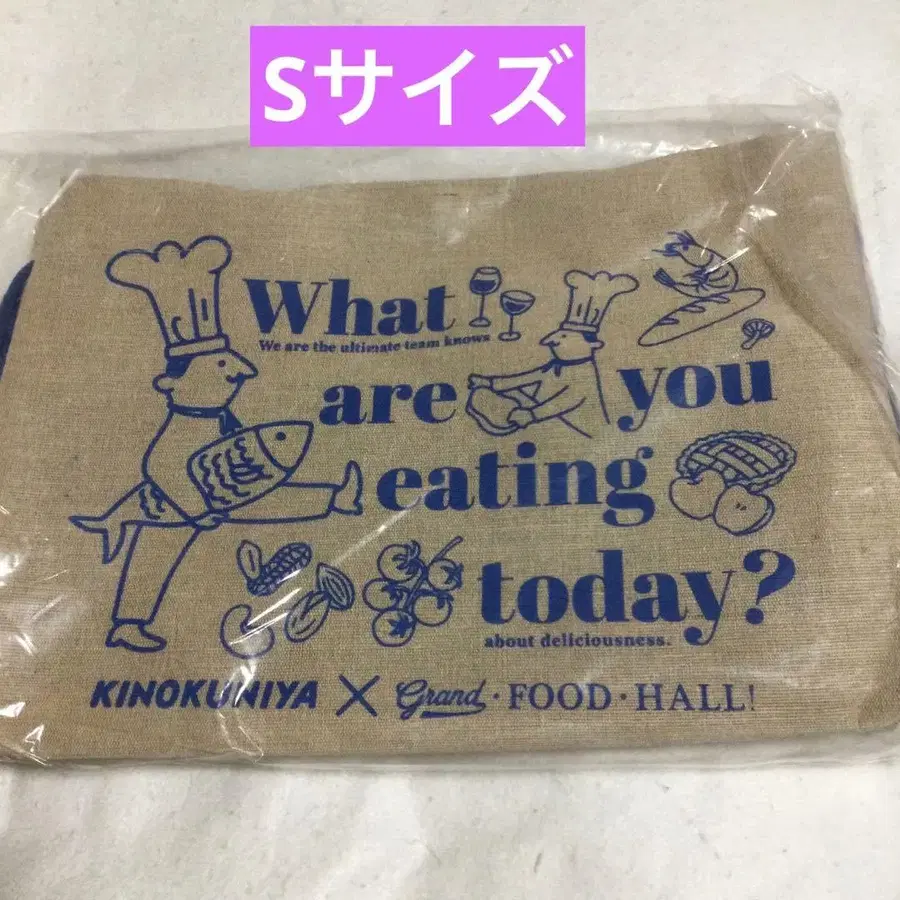 Sサイズ
What
We are the ultimate team knows
are you
eating
today?
about deliciousness.
KINOKUNIYA X Grand・FOOD・HALL!